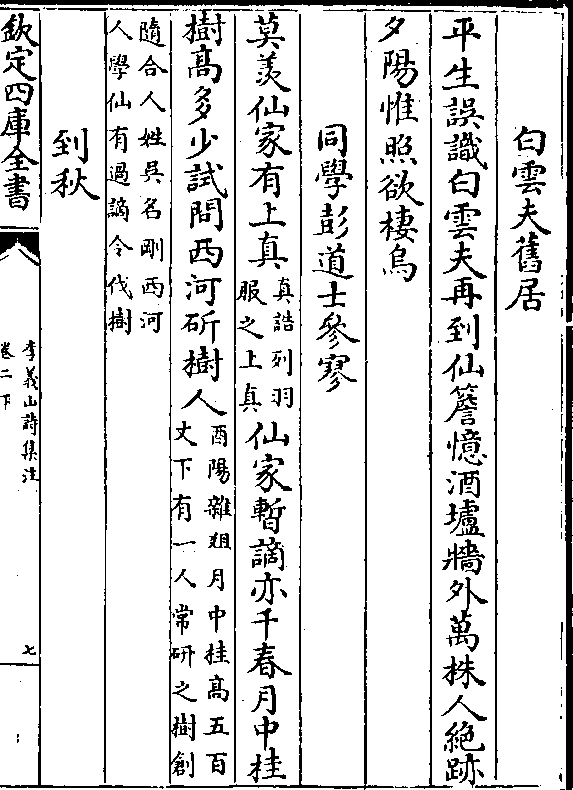 白雲夫舊居
平生誤識白雲夫再到仙簷憶酒壚牆外萬株人絶跡
夕陽惟照欲棲烏
同學彭道士參寥
莫羨仙家有上真真誥列羽服之上真仙家暫謫亦千春月中桂
樹高多少試問西河斫樹人酉陽雜爼月中桂高五百丈下有一人常斫之樹創
隨合人姓吳名剛西河人學仙有過謫令伐樹
到秋
欽定四庫全書
李義山詩集注
卷二下
七